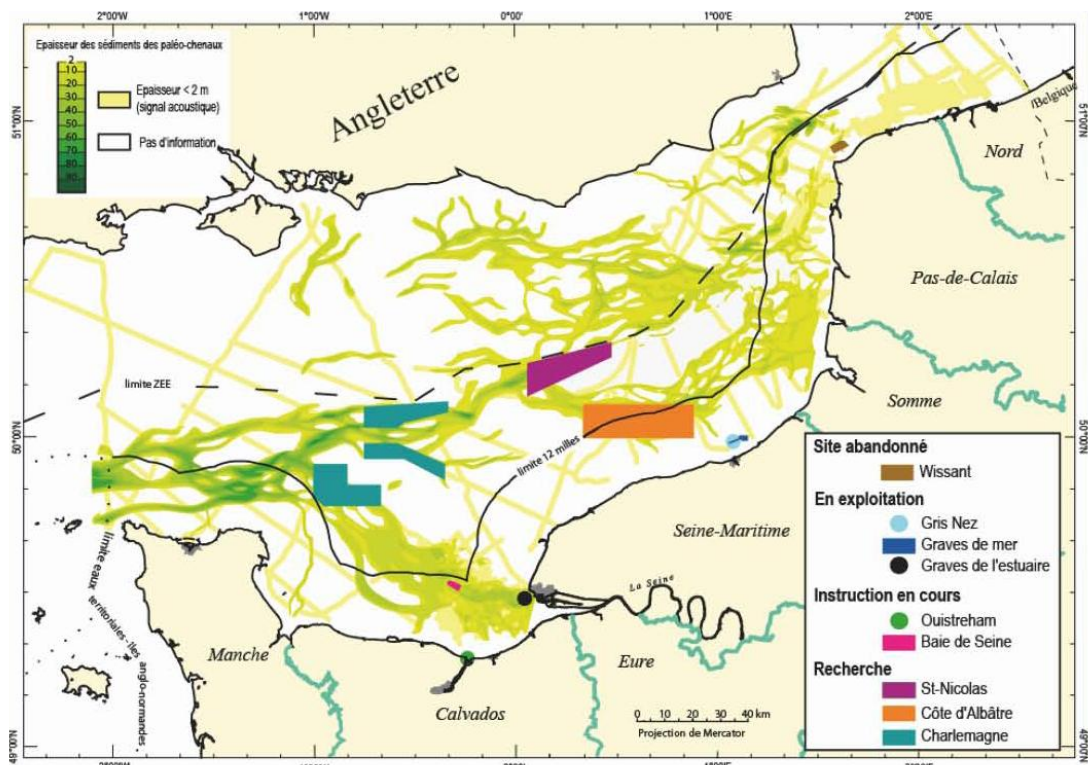 2°00"W
1°00"W
0°00"
1°00"E
2°00"E
Epaisseur des sédiments des paléo-chenaux
2
10
20
30
40
50
60
70
80
90
Epaisseur < 2 m
(signal acoustique)
Pas d'information
Angleterre
51°00"N
51°00"N
/Belgique
Nord
Pas-de-Calais
limite ZEE
Somme
50°00"N
50°00"N
limite 12 milles
Seine-Maritime
La Seine
limite eaux territoriales - îles anglo-normandes
Manche
Eure
Calvados
0 10 20 30 40 km
Projection de Mercator
Site abandonné
Wissant
En exploitation
Gris Nez
Graves de mer
Graves de l'estuaire
Instruction en cours
Ouistreham
Baie de Seine
Recherche
St-Nicolas
Côte d'Albâtre
Charlemagne
49°00"N